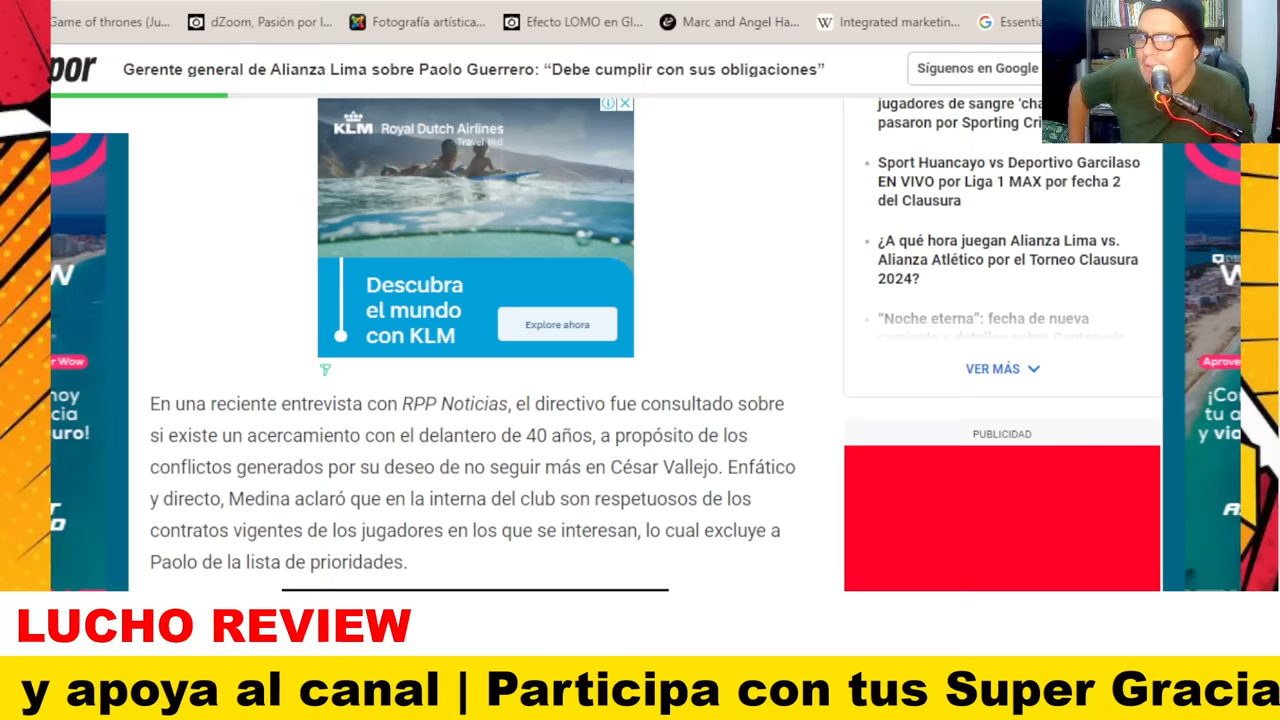 Game of thrones (Ju...
dZoom, Pasión por l...
Fotografía artística...
Efecto LOMO en GI...
Marc and Angel Ha...
Integrated marketin...
por
Gerente general de Alianza Lima sobre Paolo Guerrero: “Debe cumplir con sus obligaciones”
Síguenos en Google
KLM Royal Dutch Airlines
Descubra
el mundo
con KLM
Explore ahora
En una reciente entrevista con RPP Noticias, el directivo fue consultado sobre
si existe un acercamiento con el delantero de 40 años, a propósito de los
conflictos generados por su deseo de no seguir más en César Vallejo. Enfático
y directo, Medina aclaró que en la interna del club son respetuosos de los
contratos vigentes de los jugadores en los que se interesan, lo cual excluye a
Paolo de la lista de prioridades.
jugadores de sangre
pasaron por Sporting
Sport Huancayo vs Deportivo Garcilaso
EN VIVO por Liga 1 MAX por fecha 2
del Clausura
¿A qué hora juegan Alianza Lima vs.
Alianza Atlético por el Torneo Clausura
2024?
“Noche eterna”: fecha de nueva
VER MÁS
PUBLICIDAD
LUCHO REVIEW
y apoya al canal | Participa con tus Super Gracia